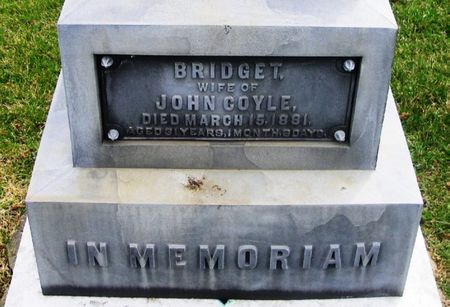 BRIDGET,
WIFE OF
JOHN COYLE,
DIED MARCH 15, 1881.
AGED 31 YEARS, 1 MONTH, 8 DAYS.
IN MEMORIAM